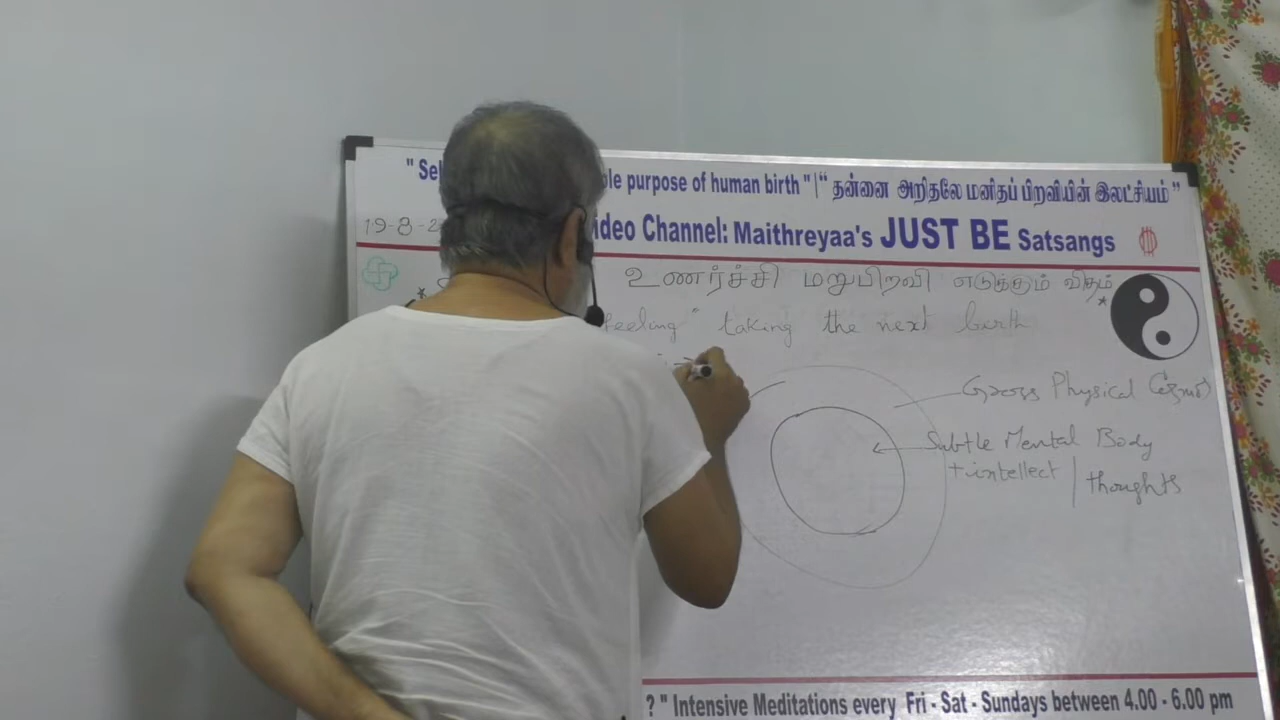 " Sel le purpose of human birth " | “ தன்னை அறிதலே மனிதப் பிறவியின் இலட்சியம் ”
19-8-2 ideo Channel: Maithreyaa's JUST BE Satsangs
உணர்ச்சி மறுபிறவி எடுக்கும் விதம்
feeling" taking the next birth
Gross Physical
Subtle Mental Body
+ intellect | thoughts
? " Intensive Meditations every Fri - Sat - Sundays between 4.00 - 6.00 pm